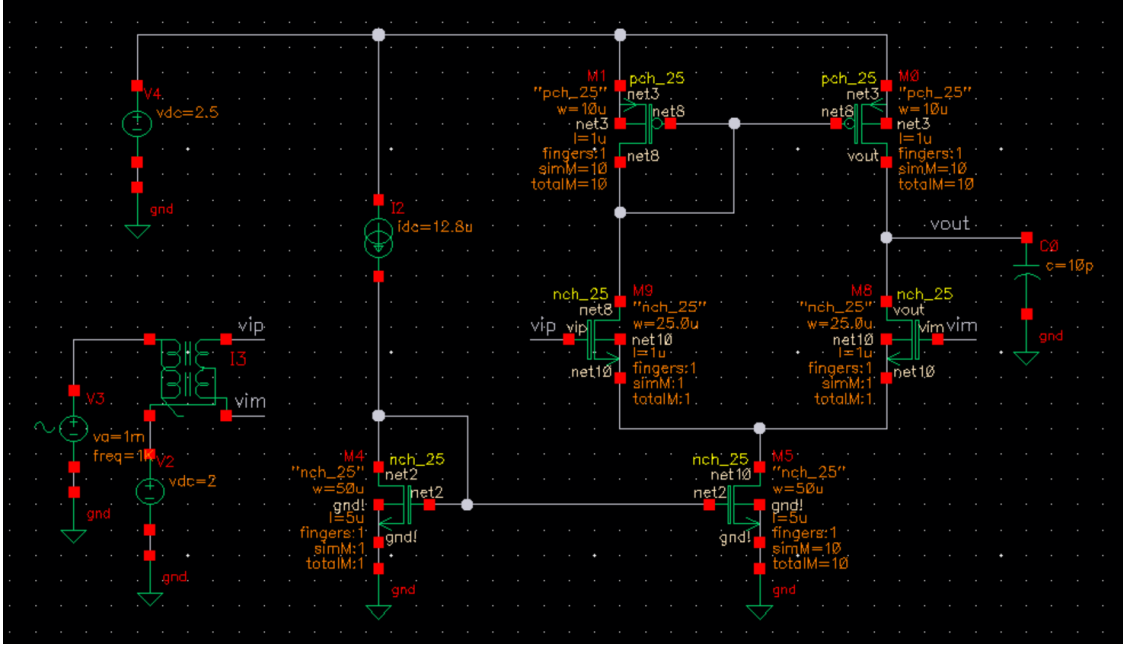 V4
vdc=2.5
gnd
I2
idc=12.8u
M1
pch_25
"pch_25"
net3
w=10u
net8
net3
l=1u
fingers:1
net8
simM=10
totalM=10
pch_25
M0
net3
"pch_25"
net8
w=10u
net3
l=1u
vout
fingers:1
simM=10
totalM=10
vout
C0
c=10p
gnd
nch_25
M9
net8
"nch_25"
vip
vip
w=25.0u
net10
l=1u
net10
fingers:1
simM:1
totalM:1
M8
nch_25
"nch_25"
vout
w=25.0u
vim
vim
net10
l=1u
fingers:1
net10
simM:1
totalM:1
vip
I3
vim
V3
va=1m
freq=1K
gnd
V2
vdc=2
gnd
M4
nch_25
"nch_25"
net2
w=50u
net2
gnd!
l=5u
fingers:1
gnd!
simM:1
totalM:1
gnd
nch_25
M5
net10
"nch_25"
net2
w=50u
gnd!
l=5u
gnd!
fingers:1
simM=10
totalM=10
gnd